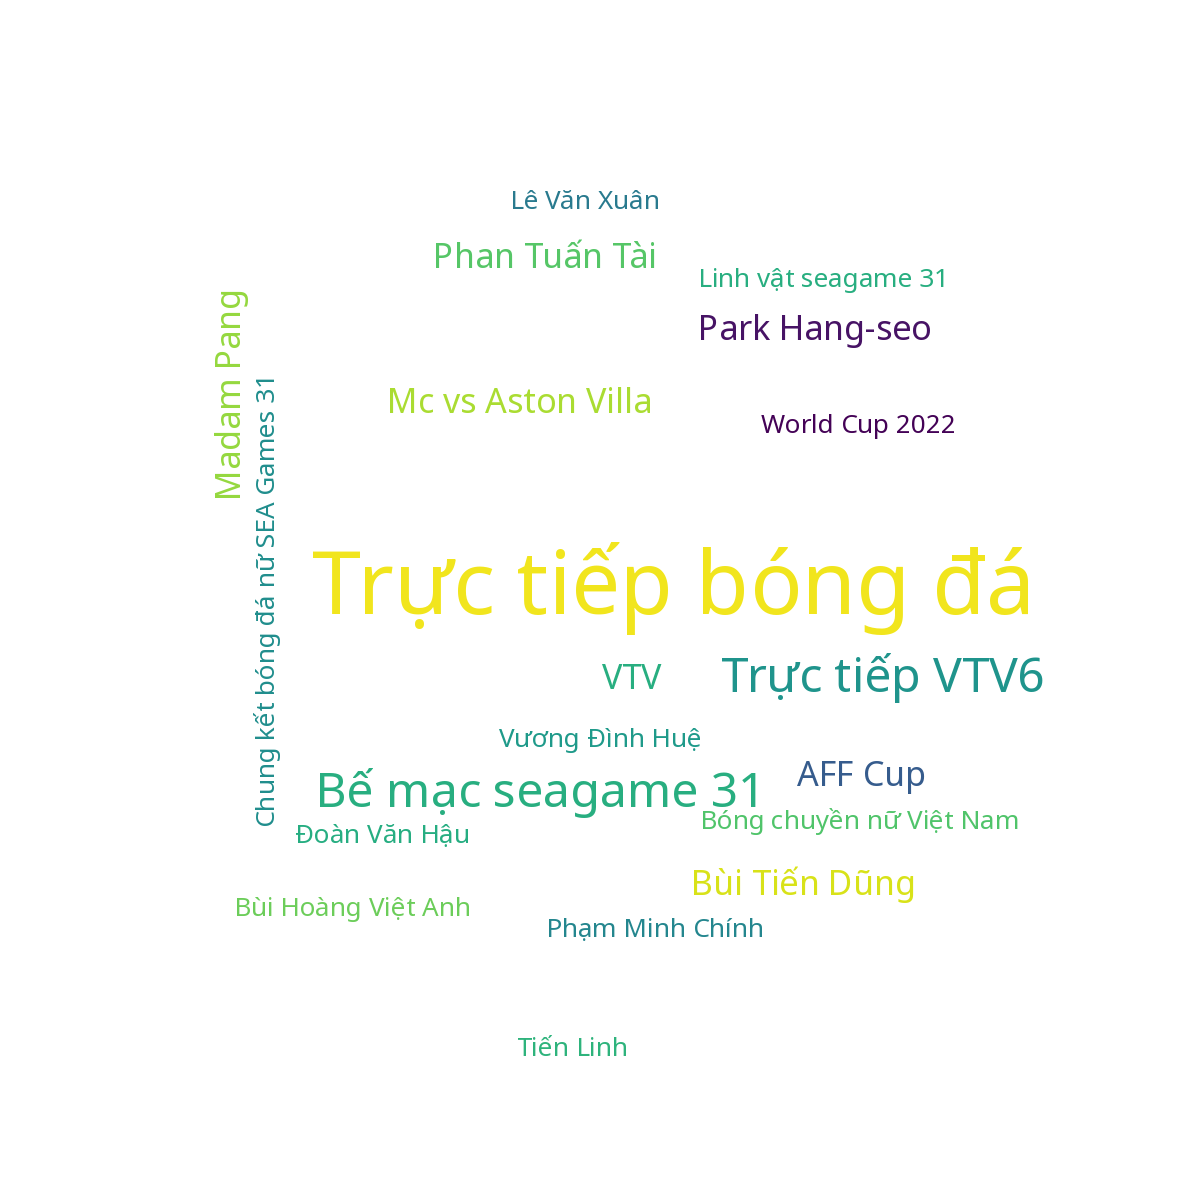 Lê Văn Xuân
Phan Tuấn Tài
Linh vật seagame 31
Madam Pang
Park Hang-seo
Chung kết bóng đá nữ SEA Games 31
Mc vs Aston Villa
World Cup 2022
Trực tiếp bóng đá
VTV
Trực tiếp VTV6
Vương Đình Huệ
Bế mạc seagame 31
AFF Cup
Bóng chuyền nữ Việt Nam
Đoàn Văn Hậu
Bùi Tiến Dũng
Bùi Hoàng Việt Anh
Phạm Minh Chính
Tiến Linh